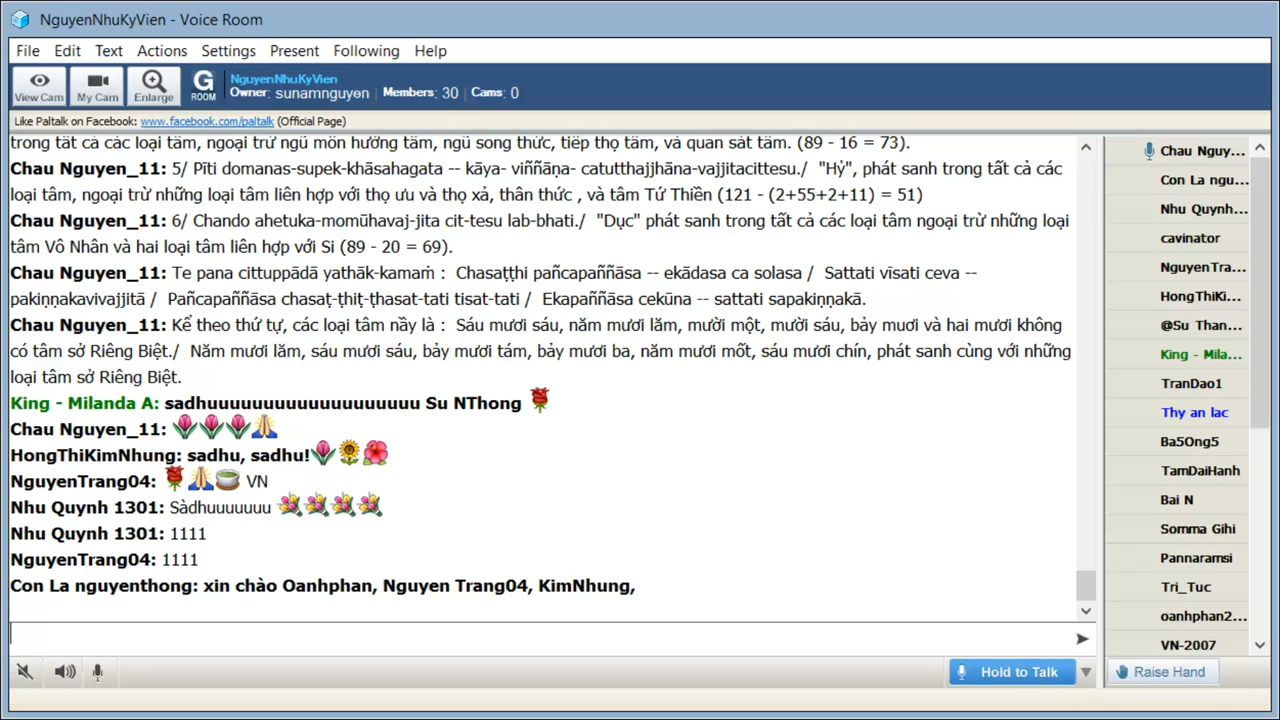 NguyenNhuKyVien - Voice Room
File Edit Text Actions Settings Present Following Help
View Cam My Cam Enlarge G ROOM
NguyenNhuKyVien
Owner: sunamnguyen Members: 30 Cams: 0
Like Paltalk on Facebook: www.facebook.com/paltalk (Official Page)
trong tất cả các loại tâm, ngoại trừ ngũ môn hướng tâm, ngũ song thức, tiếp thọ tâm, và quan sát tâm. (89 - 16 = 73).
Chau Nguyen_11: 5/ Pīti domanas-supek-khāsahagata -- kāya- viññāṇa- catutthajjhāna-vajjitacittesu./ "Hỷ", phát sanh trong tất cả các
loại tâm, ngoại trừ những loại tâm liên hợp với thọ ưu và thọ xả, thân thức , và tâm Tứ Thiền (121 - (2+55+2+11) = 51)
Chau Nguyen_11: 6/ Chando ahetuka-momūhavaj-jita cit-tesu lab-bhati./ "Dục" phát sanh trong tất cả các loại tâm ngoại trừ những loại
tâm Vô Nhân và hai loại tâm liên hợp với Si (89 - 20 = 69).
Chau Nguyen_11: Te pana cittuppādā yathāk-kamaṁ : Chasaṭṭhi pañcapaññāsa -- ekādasa ca solasa / Sattati vīsati ceva --
pakiṇṇakavivajjitā / Pañcapaññāsa chasaṭ-ṭhiṭ-ṭhasat-tati tisat-tati / Ekapaññāsa cekūna -- sattati sapakiṇṇakā.
Chau Nguyen_11: Kể theo thứ tự, các loại tâm nầy là : Sáu mươi sáu, năm mươi lăm, mười một, mười sáu, bảy mươi và hai mươi không
có tâm sở Riêng Biệt./ Năm mươi lăm, sáu mươi sáu, bảy mươi tám, bảy mươi ba, năm mươi mốt, sáu mươi chín, phát sanh cùng với những
loại tâm sở Riêng Biệt.
King - Milanda A: sadhuuuuuuuuuuuuuuuuuuu Su NThong
Chau Nguyen_11:
HongThiKimNhung: sadhu, sadhu!
NguyenTrang04: VN
Nhu Quynh 1301: Sàdhuuuuuuu
Nhu Quynh 1301: 1111
NguyenTrang04: 1111
Con La nguyenthong: xin chào Oanhphan, Nguyen Trang04, KimNhung,
Chau Nguy...
Con La ngu...
Nhu Quynh...
cavinator
NguyenTra...
HongThiKi...
@Su Than...
King - Mila...
TranDao1
Thy an lac
Ba5Ong5
TamDaiHanh
Bai N
Somma Gihi
Pannaramsi
Tri_Tuc
oanhphan2...
VN-2007
Hold to Talk
Raise Hand